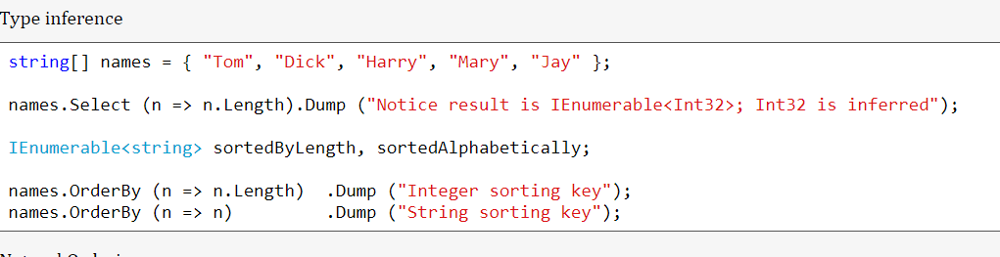 Type inference
string[] names = { "Tom", "Dick", "Harry", "Mary", "Jay" };
names.Select (n => n.Length).Dump ("Notice result is IEnumerable<Int32>; Int32 is inferred");
IEnumerable<string> sortedByLength, sortedAlphabetically;
names.OrderBy (n => n.Length)  .Dump ("Integer sorting key");
names.OrderBy (n => n)         .Dump ("String sorting key");